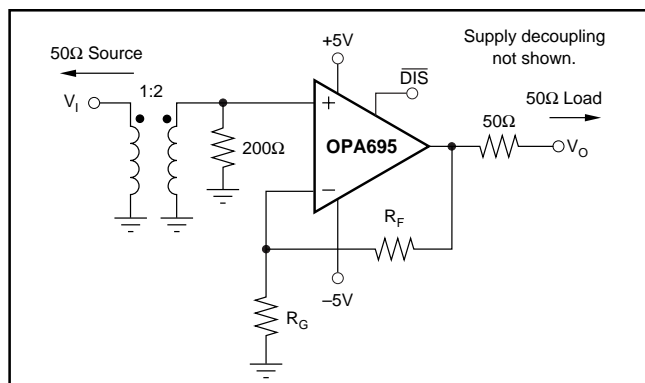 50Ω Source
1:2
V_I
200Ω
+5V
DIS
Supply decoupling
not shown.
50Ω Load
50Ω
V_O
+
OPA695
−
R_F
−5V
R_G